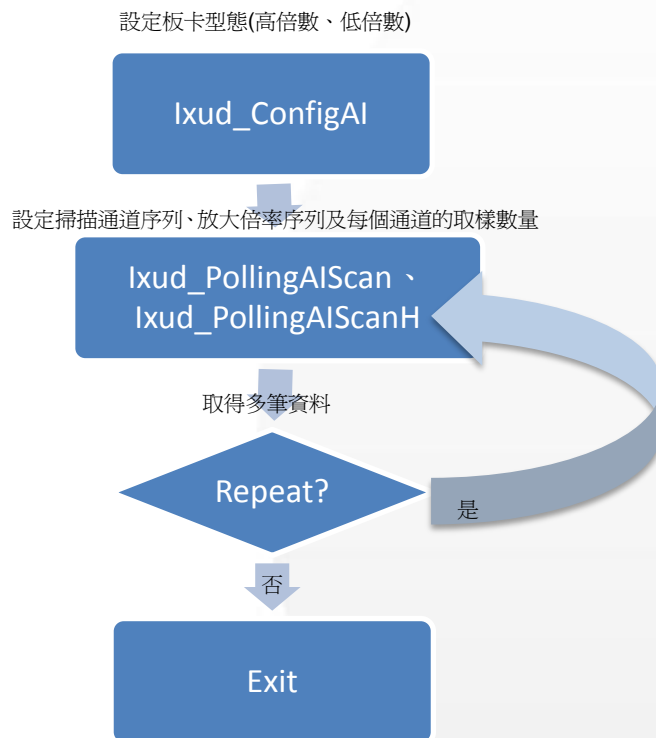 設定板卡型態(高倍數、低倍數)
Ixud_ConfigAI
設定掃描通道序列、放大倍率序列及每個通道的取樣數量
Ixud_PollingAIScan、
Ixud_PollingAIScanH
取得多筆資料
Repeat?
是
否
Exit